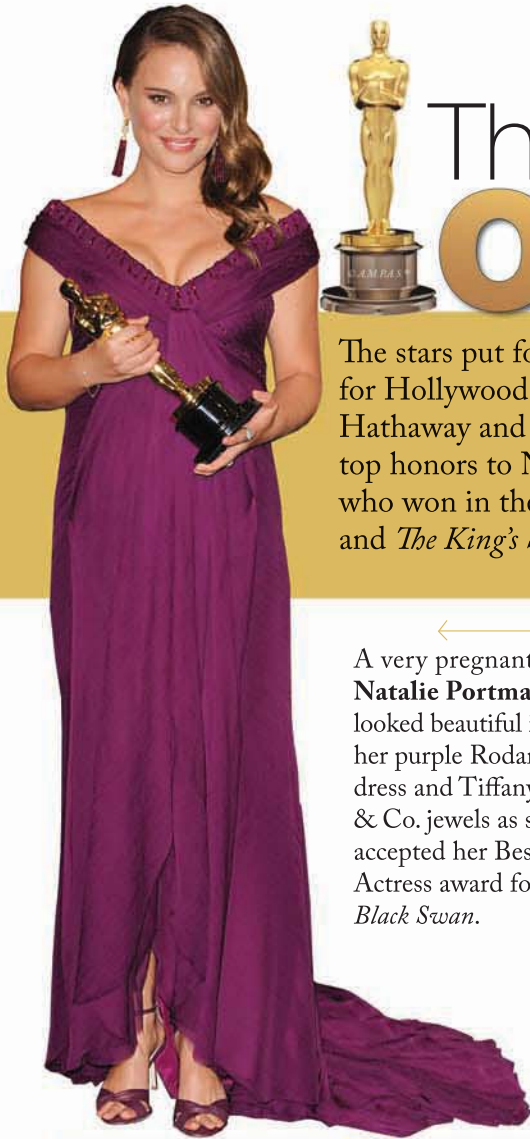 Th
O
©A.M.P.A.S.®
The stars put fo
for Hollywood
Hathaway and
top honors to N
who won in the
and The King's
A very pregnant
Natalie Portma
looked beautiful
her purple Roda
dress and Tiffany
& Co. jewels as s
accepted her Bes
Actress award fo
Black Swan.